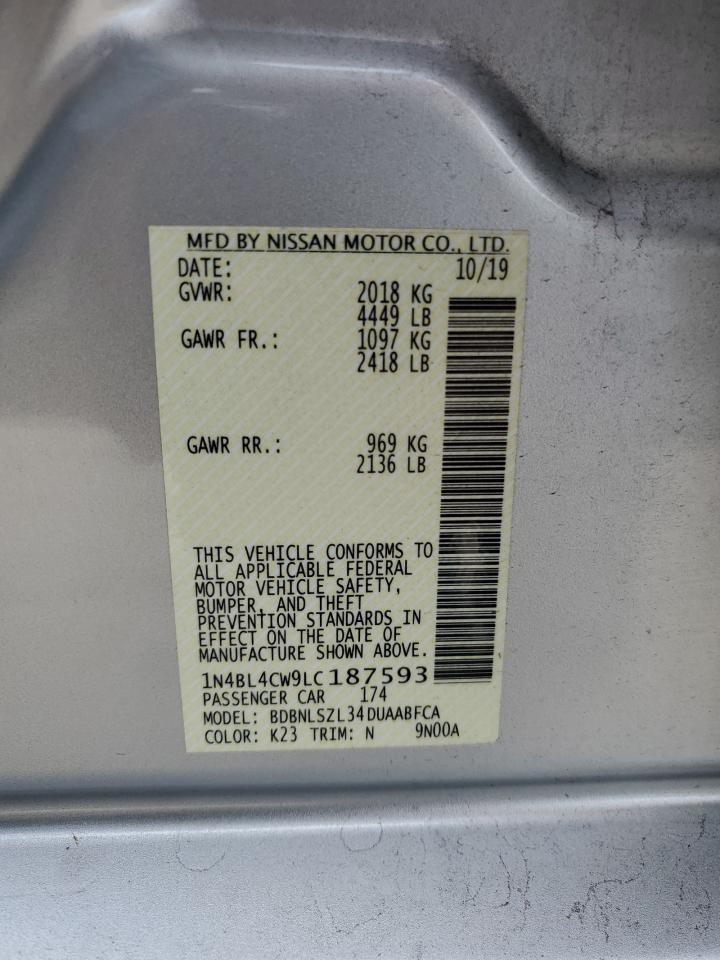 MFD BY NISSAN MOTOR CO., LTD.
DATE: 10/19
GVWR: 2018 KG
4449 LB
GAWR FR.: 1097 KG
2418 LB
GAWR RR.: 969 KG
2136 LB
THIS VEHICLE CONFORMS TO
ALL APPLICABLE FEDERAL
MOTOR VEHICLE SAFETY,
BUMPER, AND THEFT
PREVENTION STANDARDS IN
EFFECT ON THE DATE OF
MANUFACTURE SHOWN ABOVE.
1N4BL4CW9LC187593
PASSENGER CAR 174
MODEL: BDBNLSZL34DUAABFCA
COLOR: K23 TRIM: N 9N00A